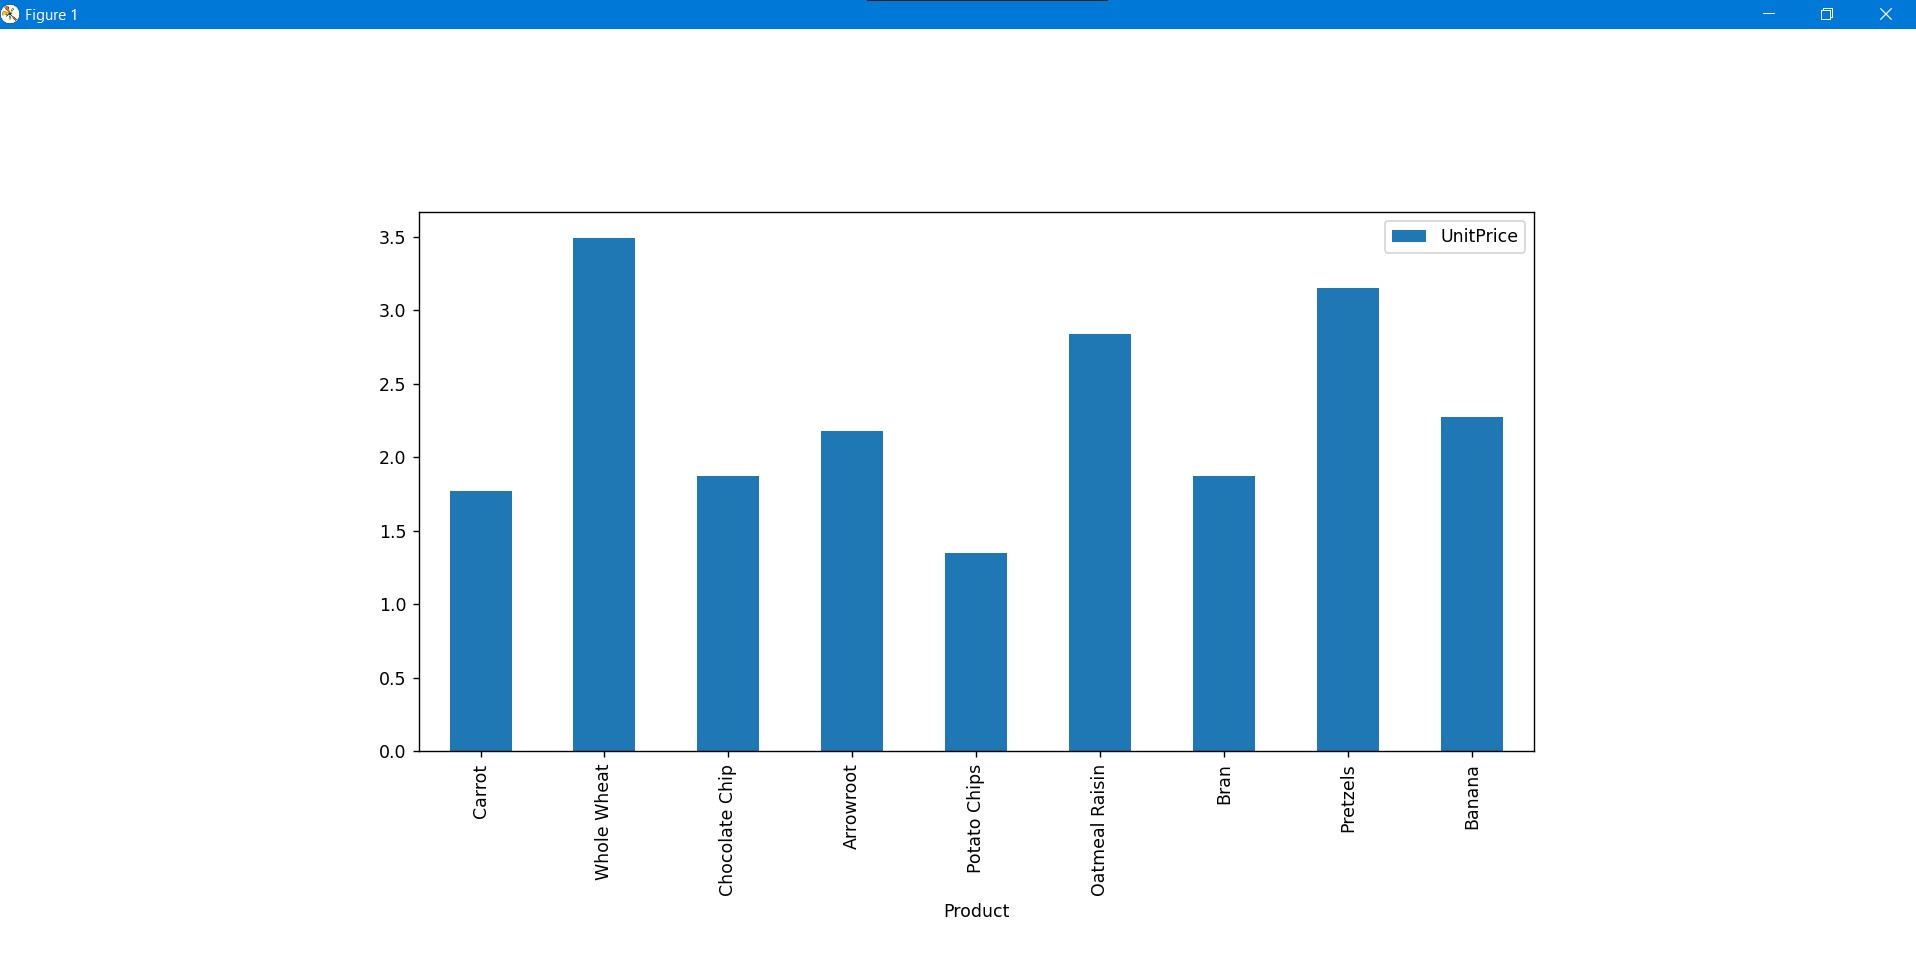 Figure 1
UnitPrice
3.5
3.0
2.5
2.0
1.5
1.0
0.5
0.0
Carrot
Whole Wheat
Chocolate Chip
Arrowroot
Potato Chips
Oatmeal Raisin
Bran
Pretzels
Banana
Product